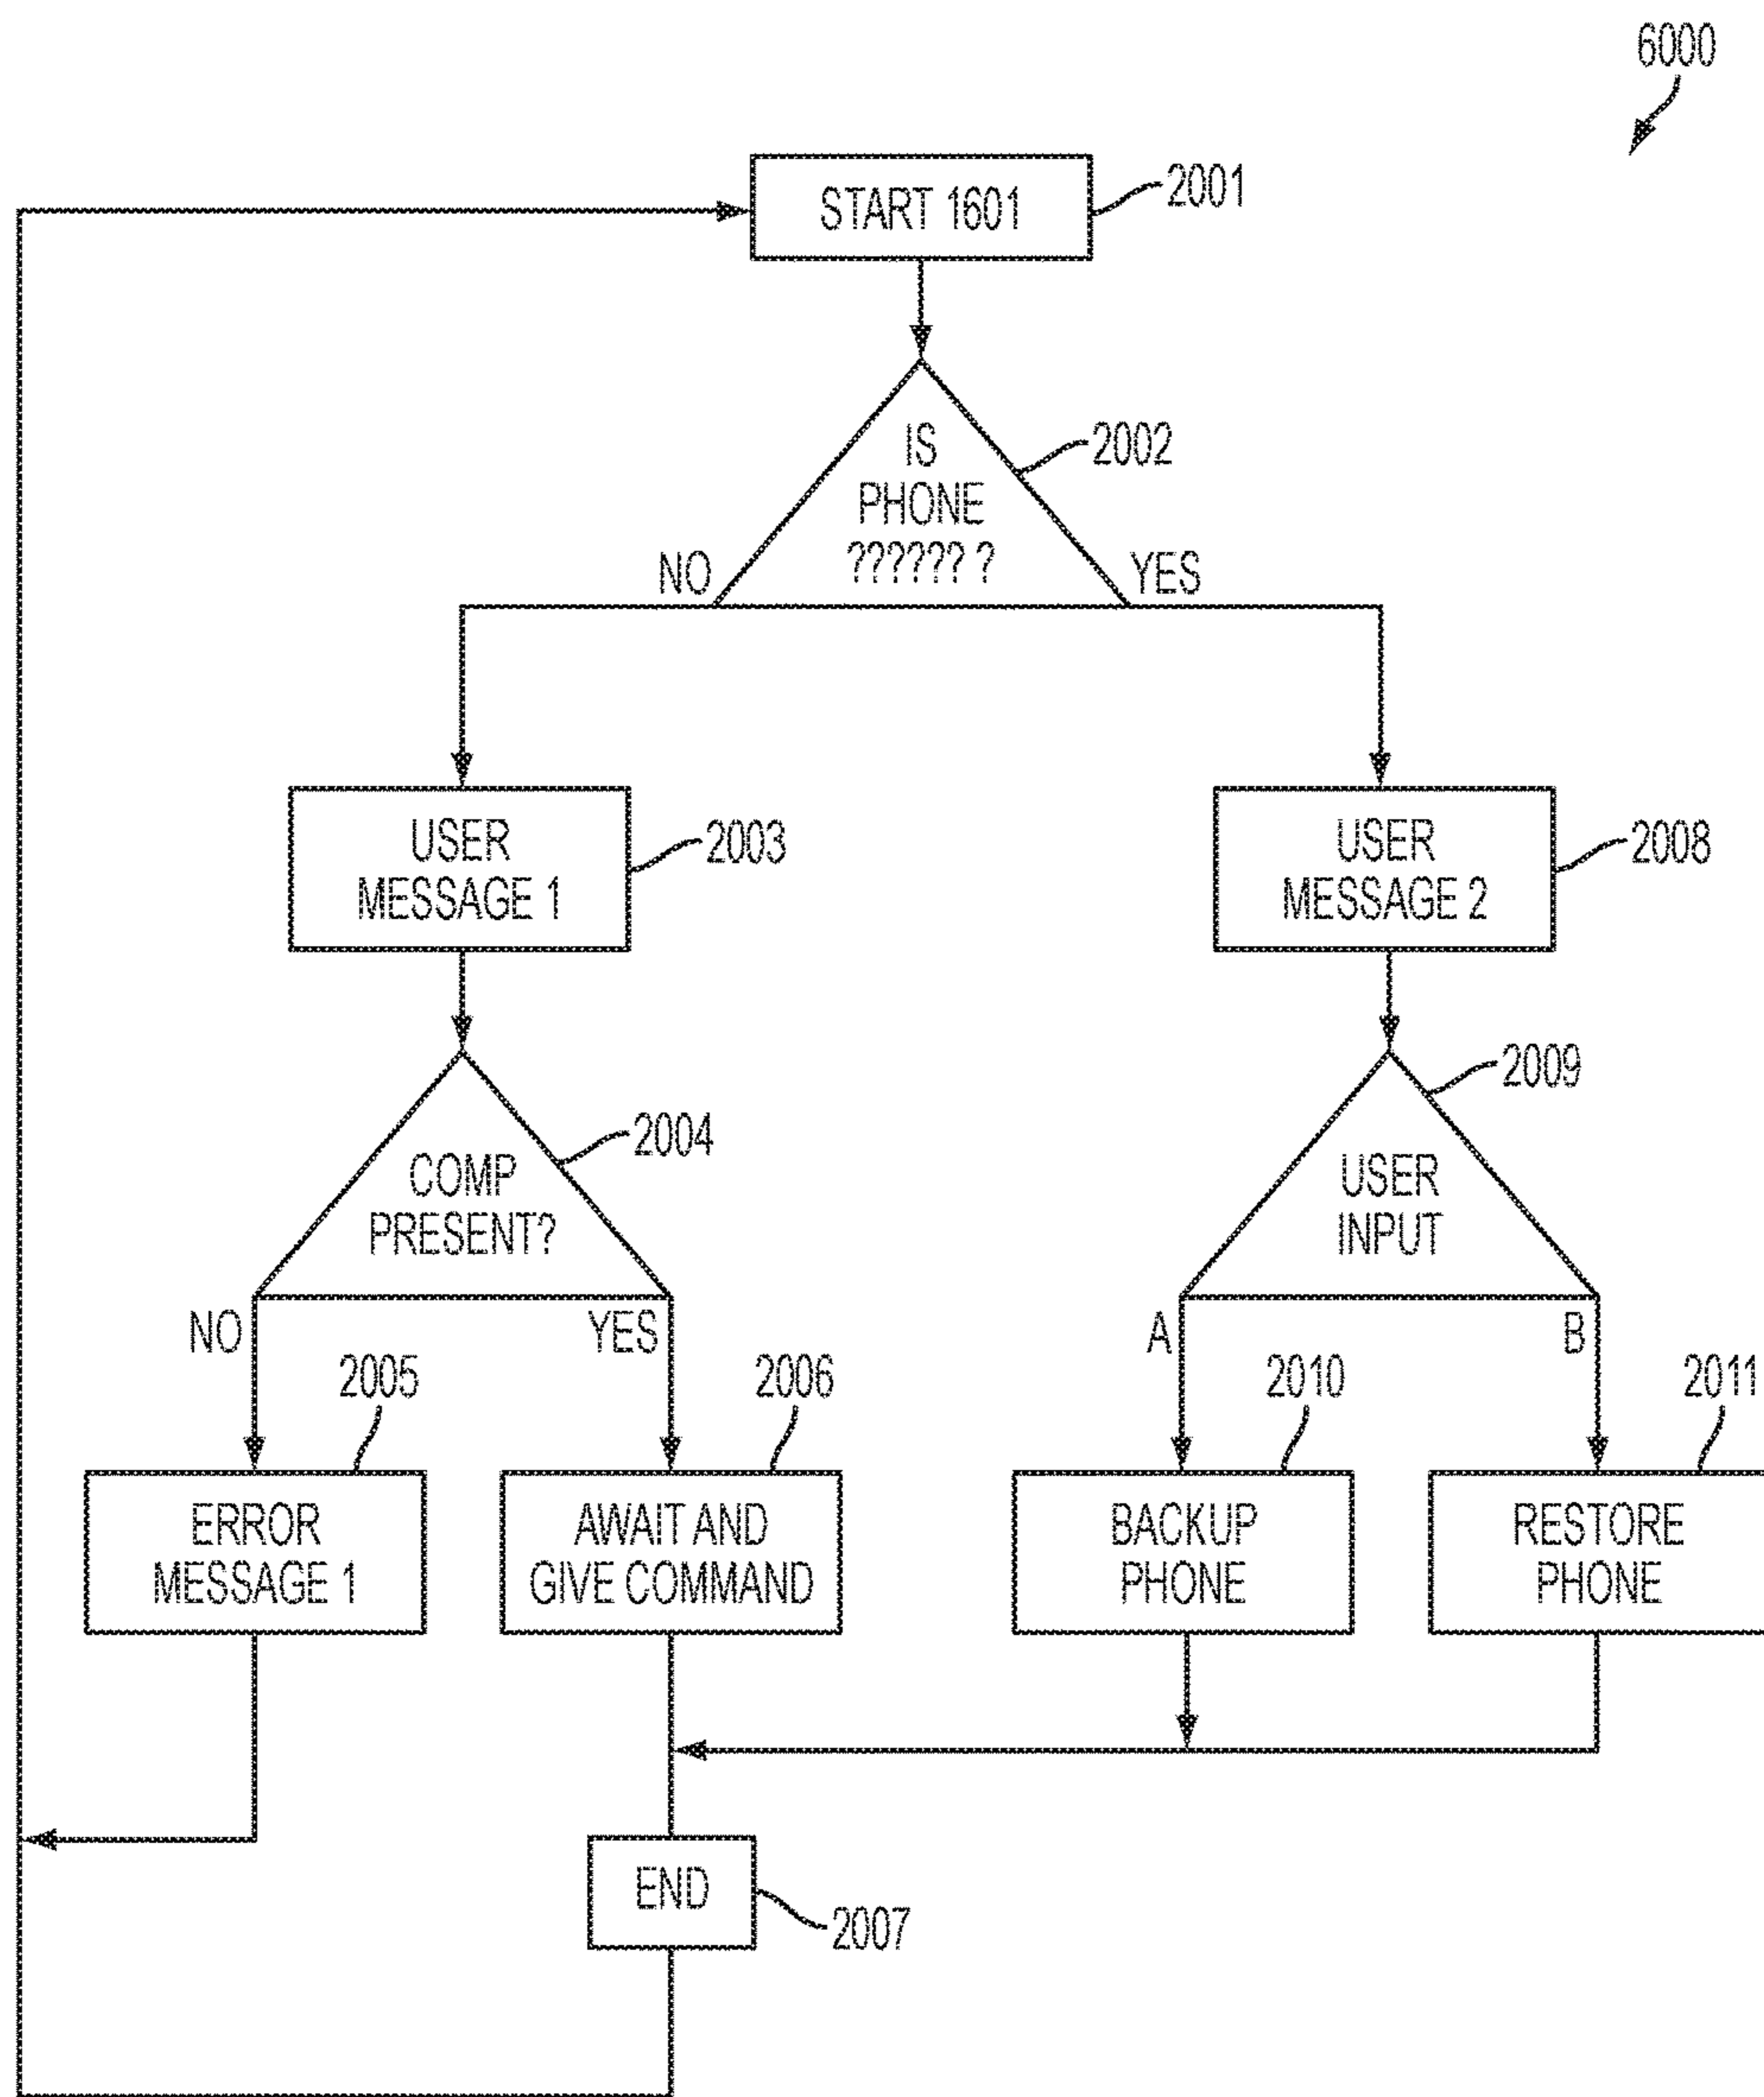 6000
START 1601
2001
IS
PHONE
?????? ?
2002
NO
YES
USER
MESSAGE 1
2003
USER
MESSAGE 2
2008
COMP
PRESENT?
2004
USER
INPUT
2009
NO
YES
A
B
2005
2006
2010
2011
ERROR
MESSAGE 1
AWAIT AND
GIVE COMMAND
BACKUP
PHONE
RESTORE
PHONE
END
2007